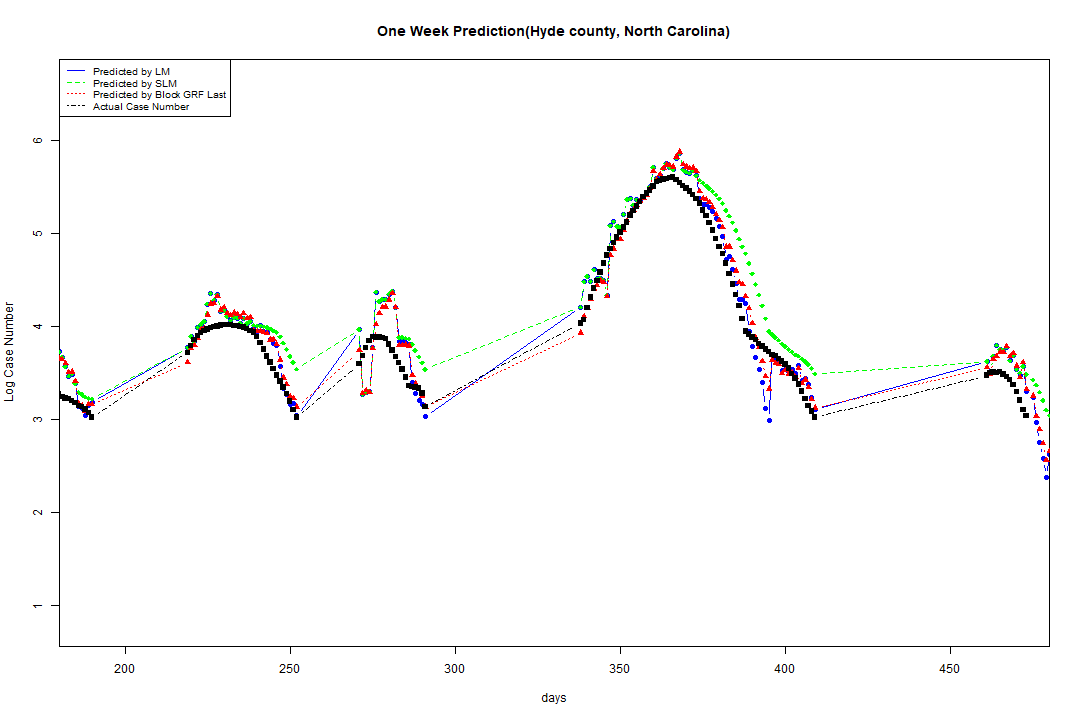 One Week Prediction(Hyde county, North Carolina)
Predicted by LM
Predicted by SLM
Predicted by Block GRF Last
Actual Case Number
Log Case Number
6
5
4
3
2
1
200 250 300 350 400 450
days